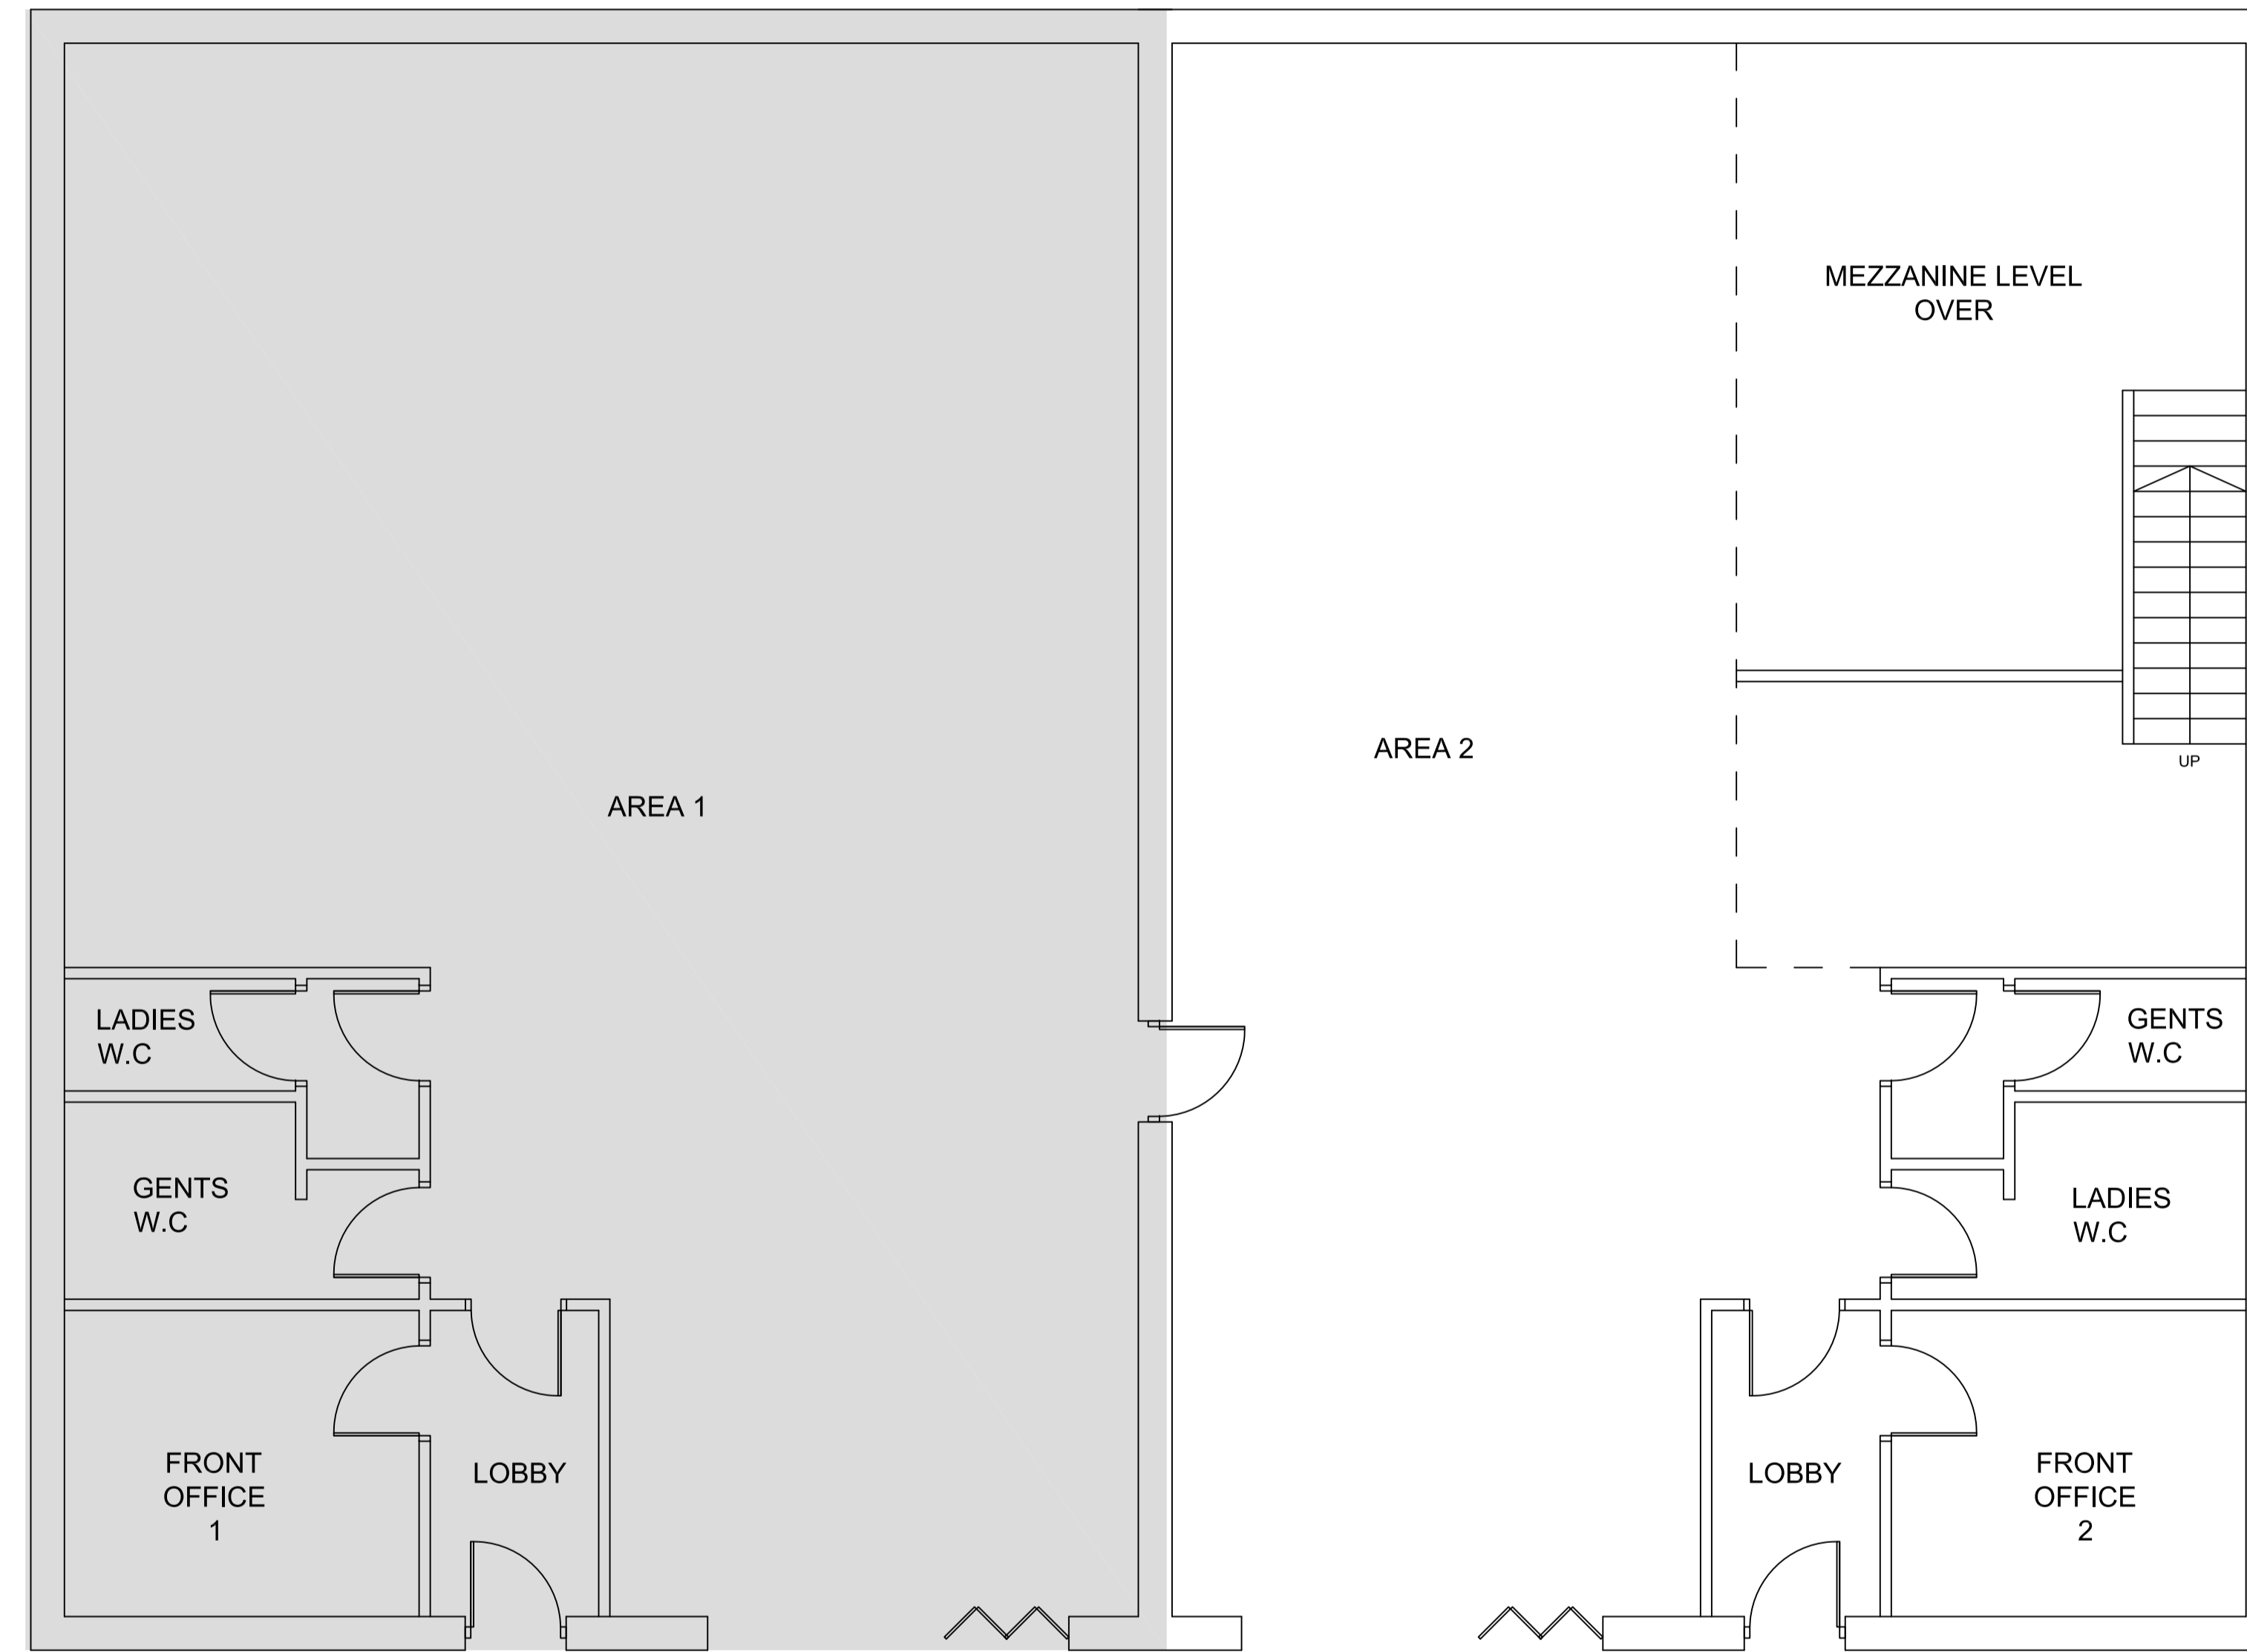 MEZZANINE LEVEL
OVER
AREA 2
UP
AREA 1
LADIES
W.C
GENTS
W.C
GENTS
W.C
LADIES
W.C
FRONT
OFFICE
1
LOBBY
LOBBY
FRONT
OFFICE
2